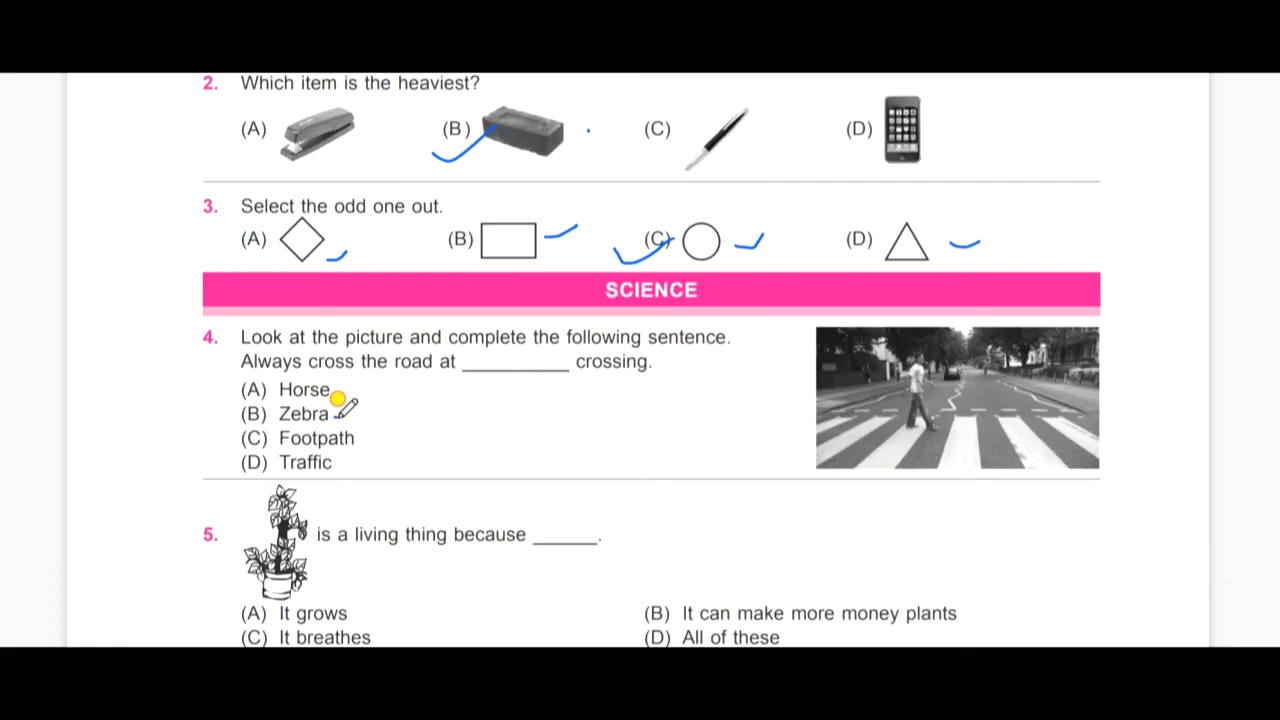 2. Which item is the heaviest?
(A) (B) (C) (D)
3. Select the odd one out.
(A) (B) (C) (D)
SCIENCE
4. Look at the picture and complete the following sentence.
Always cross the road at __________ crossing.
(A) Horse
(B) Zebra
(C) Footpath
(D) Traffic
5. is a living thing because ______.
(A) It grows (B) It can make more money plants
(C) It breathes (D) All of these